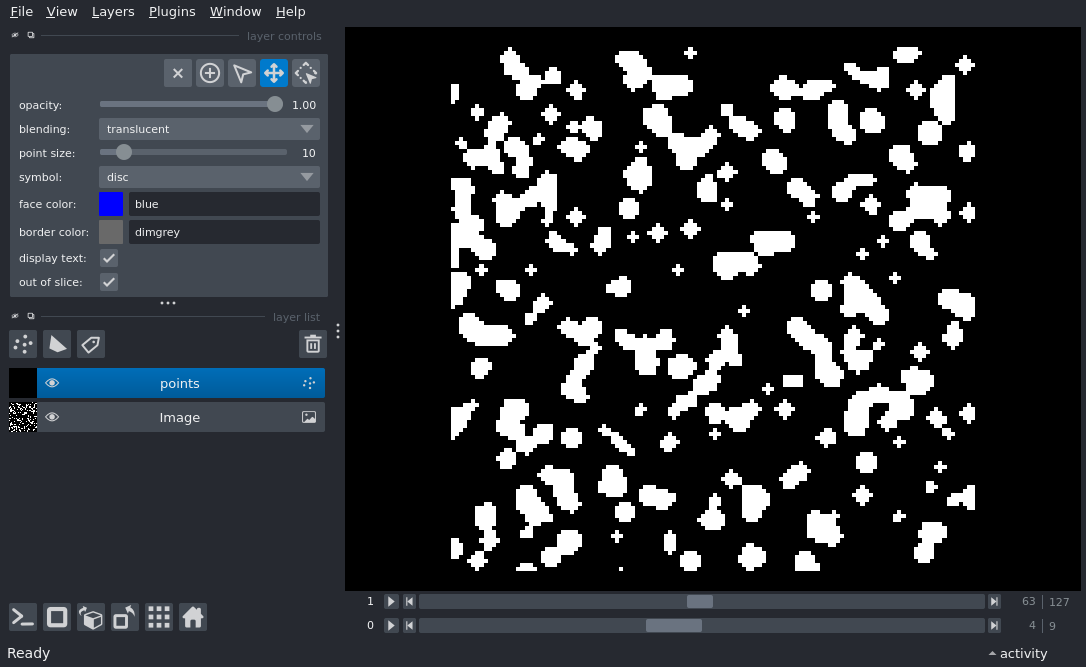 File View Layers Plugins Window Help
layer controls
opacity: 1.00
blending: translucent
point size: 10
symbol: disc
face color: blue
border color: dimgrey
display text:
out of slice:
layer list
points
Image
1 63 127
0 4 9
Ready activity